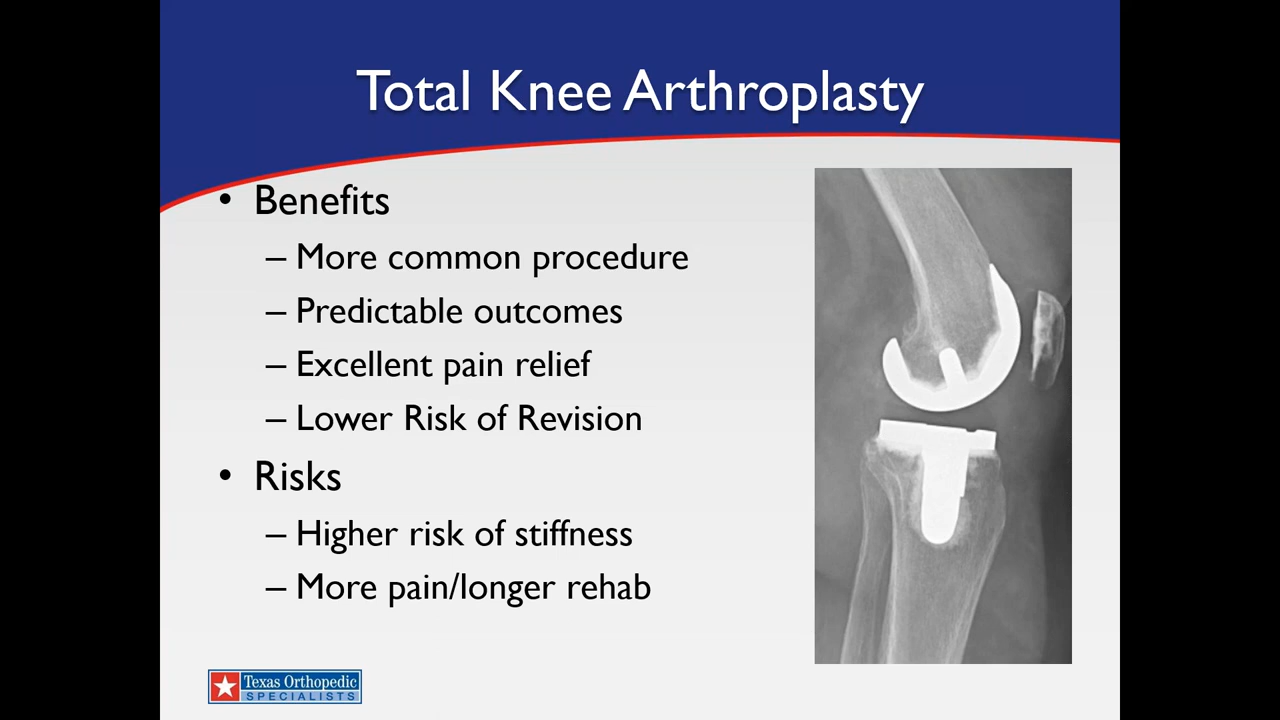 Total Knee Arthroplasty
• Benefits
– More common procedure
– Predictable outcomes
– Excellent pain relief
– Lower Risk of Revision
• Risks
– Higher risk of stiffness
– More pain/longer rehab
Texas Orthopedic
SPECIALISTS